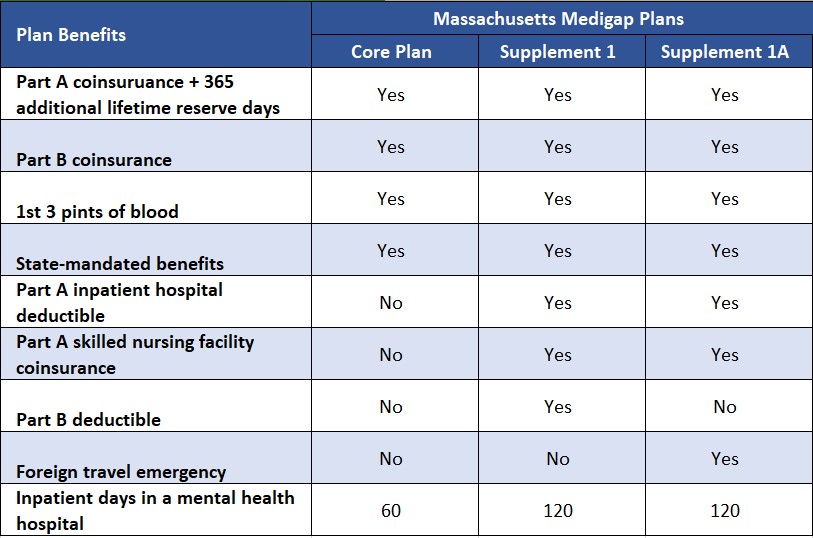 Plan Benefits
Massachusetts Medigap Plans
Core Plan Supplement 1 Supplement 1A
Part A coinsuruance + 365
additional lifetime reserve days
Yes Yes Yes
Part B coinsurance Yes Yes Yes
1st 3 pints of blood Yes Yes Yes
State-mandated benefits Yes Yes Yes
Part A inpatient hospital
deductible
No Yes Yes
Part A skilled nursing facility
coinsurance
No Yes Yes
Part B deductible No Yes No
Foreign travel emergency No No Yes
Inpatient days in a mental health
hospital
60 120 120